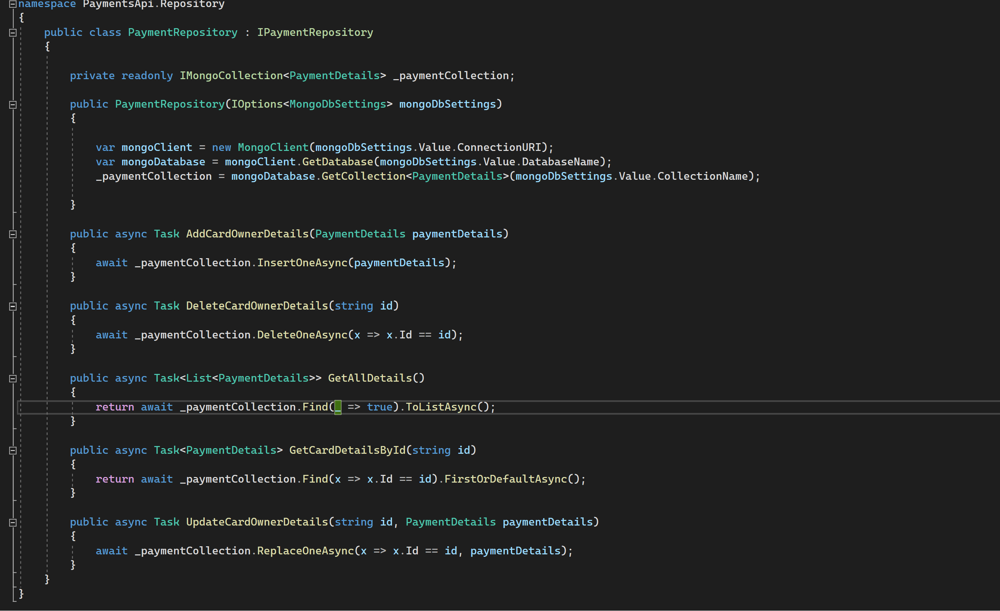 namespace PaymentsApi.Repository
{
public class PaymentRepository : IPaymentRepository
{
private readonly IMongoCollection<PaymentDetails> _paymentCollection;
public PaymentRepository(IOptions<MongoDbSettings> mongoDbSettings)
{
var mongoClient = new MongoClient(mongoDbSettings.Value.ConnectionURI);
var mongoDatabase = mongoClient.GetDatabase(mongoDbSettings.Value.DatabaseName);
_paymentCollection = mongoDatabase.GetCollection<PaymentDetails>(mongoDbSettings.Value.CollectionName);
}
public async Task AddCardOwnerDetails(PaymentDetails paymentDetails)
{
await _paymentCollection.InsertOneAsync(paymentDetails);
}
public async Task DeleteCardOwnerDetails(string id)
{
await _paymentCollection.DeleteOneAsync(x => x.Id == id);
}
public async Task<List<PaymentDetails>> GetAllDetails()
{
return await _paymentCollection.Find(_ => true).ToListAsync();
}
public async Task<PaymentDetails> GetCardDetailsById(string id)
{
return await _paymentCollection.Find(x => x.Id == id).FirstOrDefaultAsync();
}
public async Task UpdateCardOwnerDetails(string id, PaymentDetails paymentDetails)
{
await _paymentCollection.ReplaceOneAsync(x => x.Id == id, paymentDetails);
}
}
}